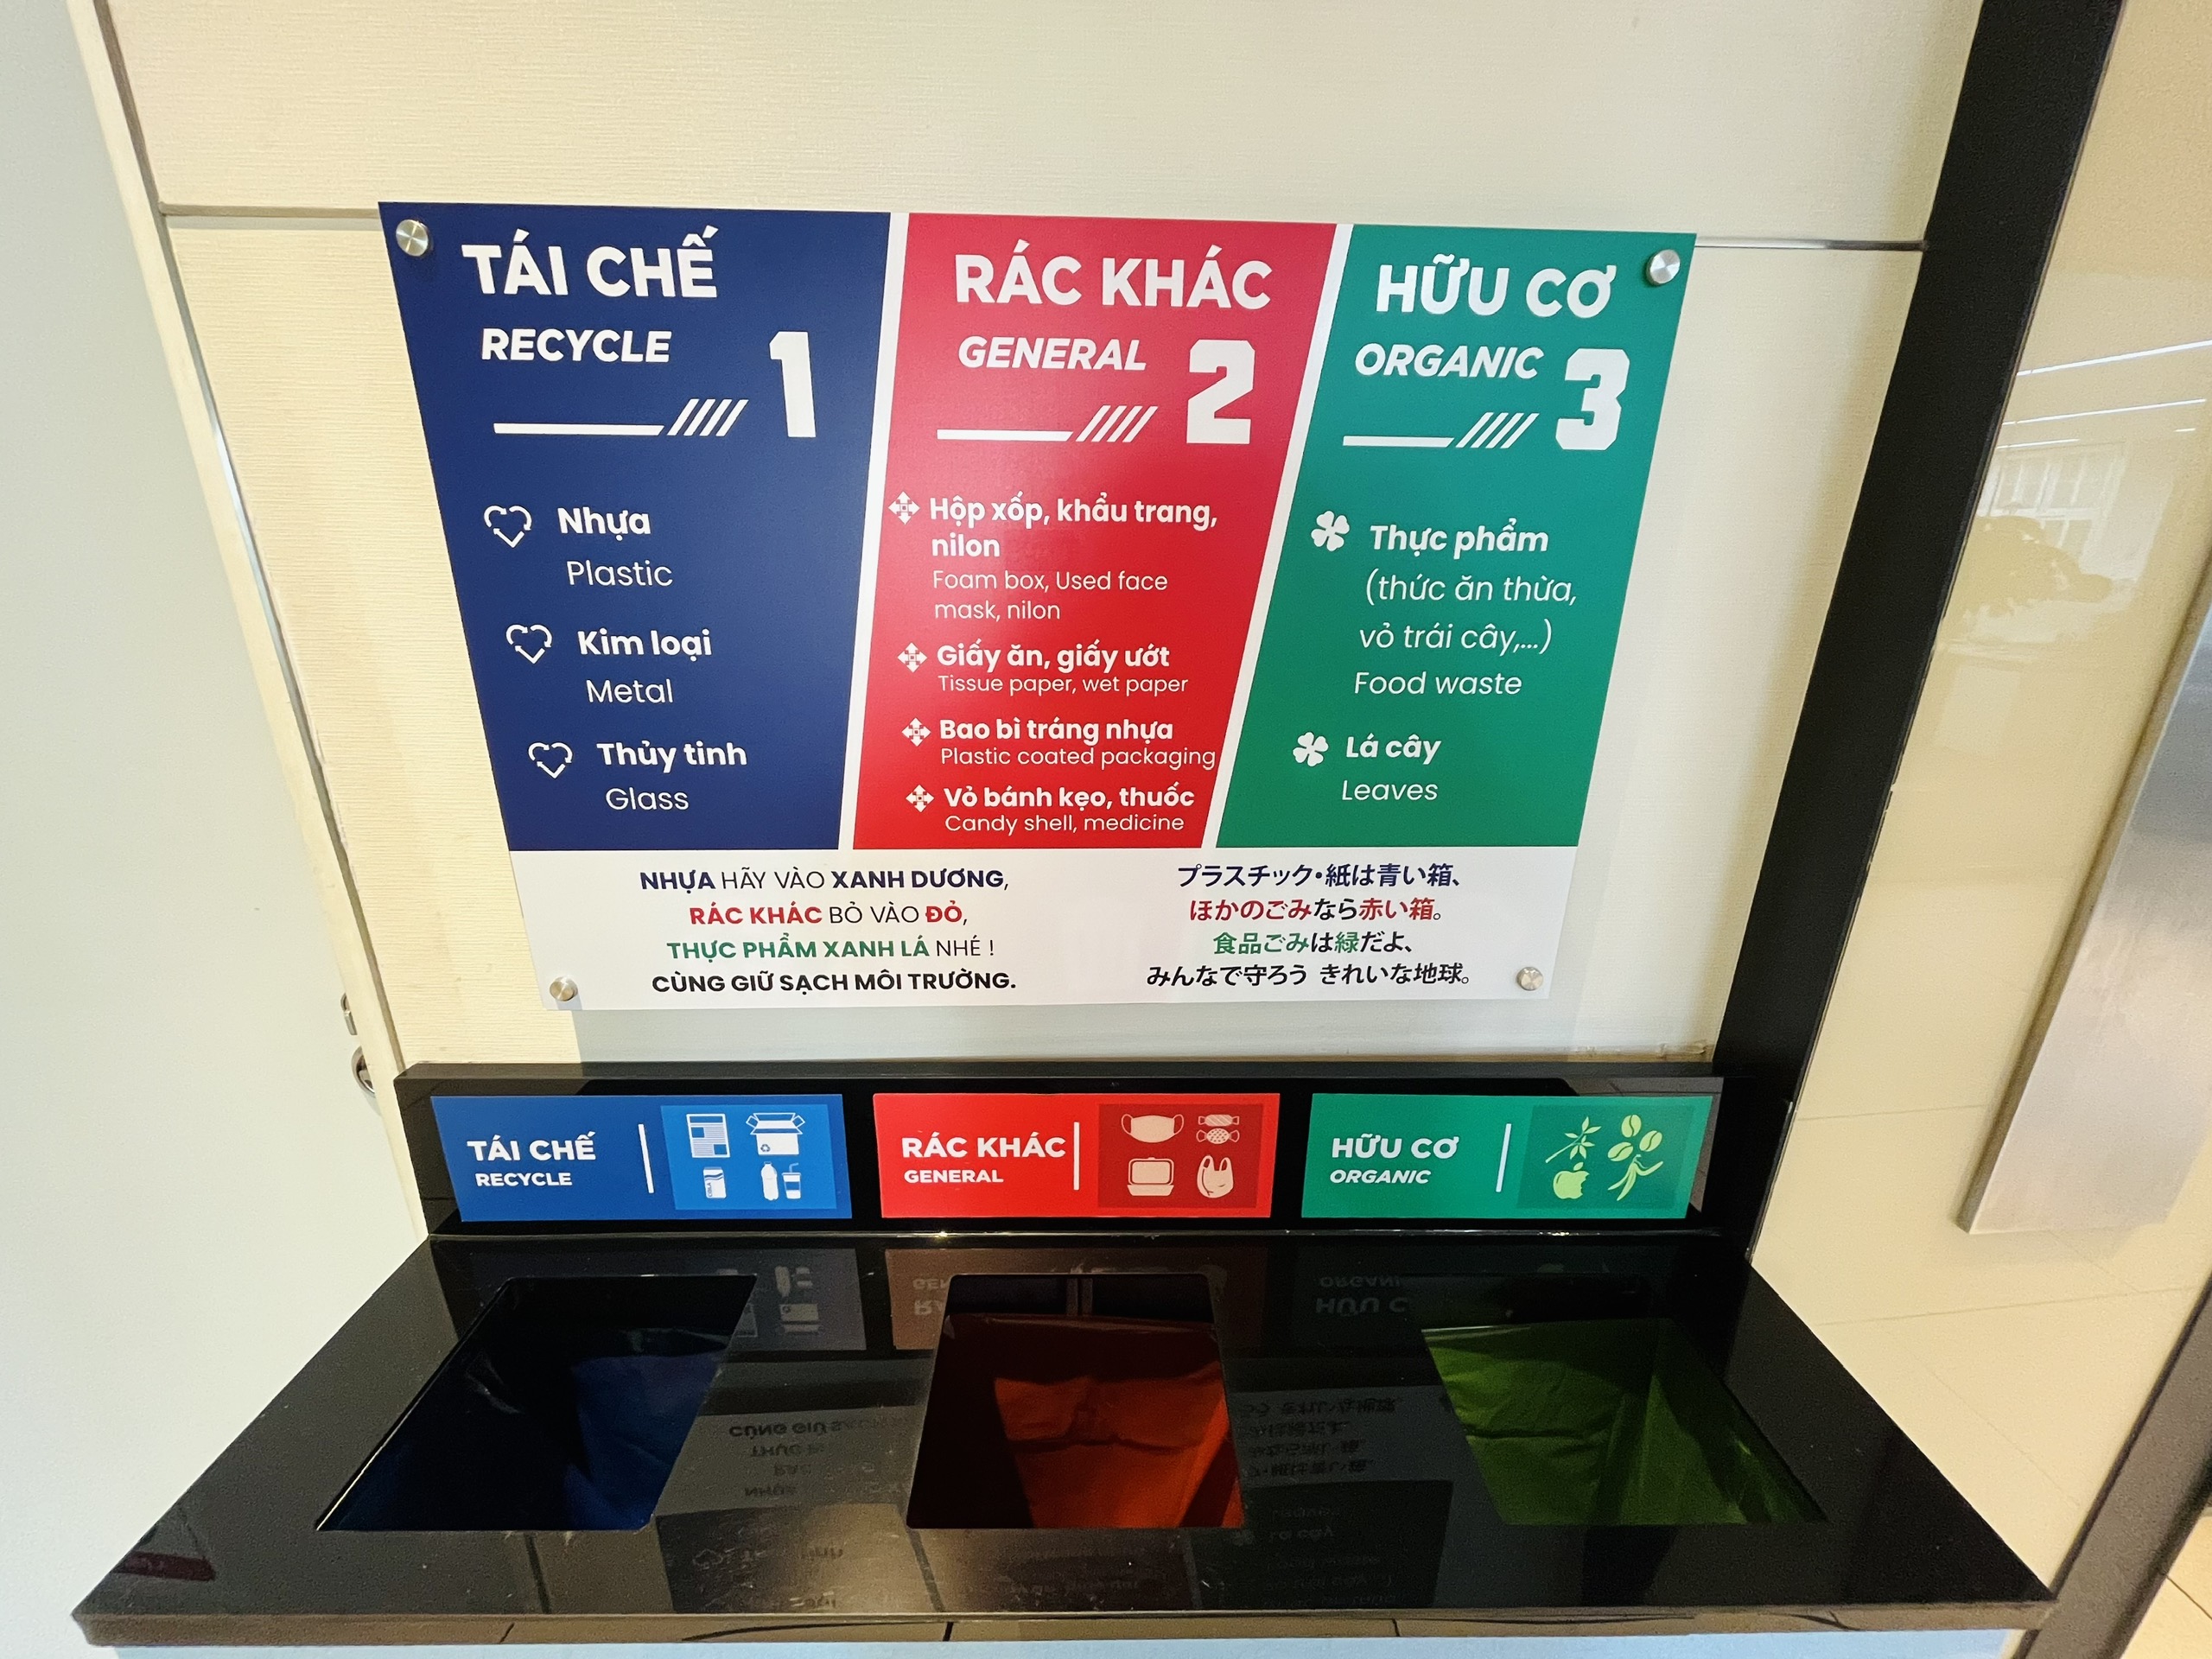 TÁI CHẾ
RECYCLE
1
Nhựa
Plastic
Kim loại
Metal
Thủy tinh
Glass
RÁC KHÁC
GENERAL
2
Hộp xốp, khẩu trang,
nilon
Foam box, Used face
mask, nilon
Giấy ăn, giấy ướt
Tissue paper, wet paper
Bao bì tráng nhựa
Plastic coated packaging
Vỏ bánh kẹo, thuốc
Candy shell, medicine
HỮU CƠ
ORGANIC
3
Thực phẩm
(thức ăn thừa,
vỏ trái cây,...)
Food waste
Lá cây
Leaves
NHỰA HÃY VÀO XANH DƯƠNG,
RÁC KHÁC BỎ VÀO ĐỎ,
THỰC PHẨM XANH LÁ NHÉ !
CÙNG GIỮ SẠCH MÔI TRƯỜNG.
プラスチック・紙は青い箱、
ほかのごみなら赤い箱。
食品ごみは緑だよ、
みんなで守ろう きれいな地球。
TÁI CHẾ
RECYCLE
RÁC KHÁC
GENERAL
HỮU CƠ
ORGANIC